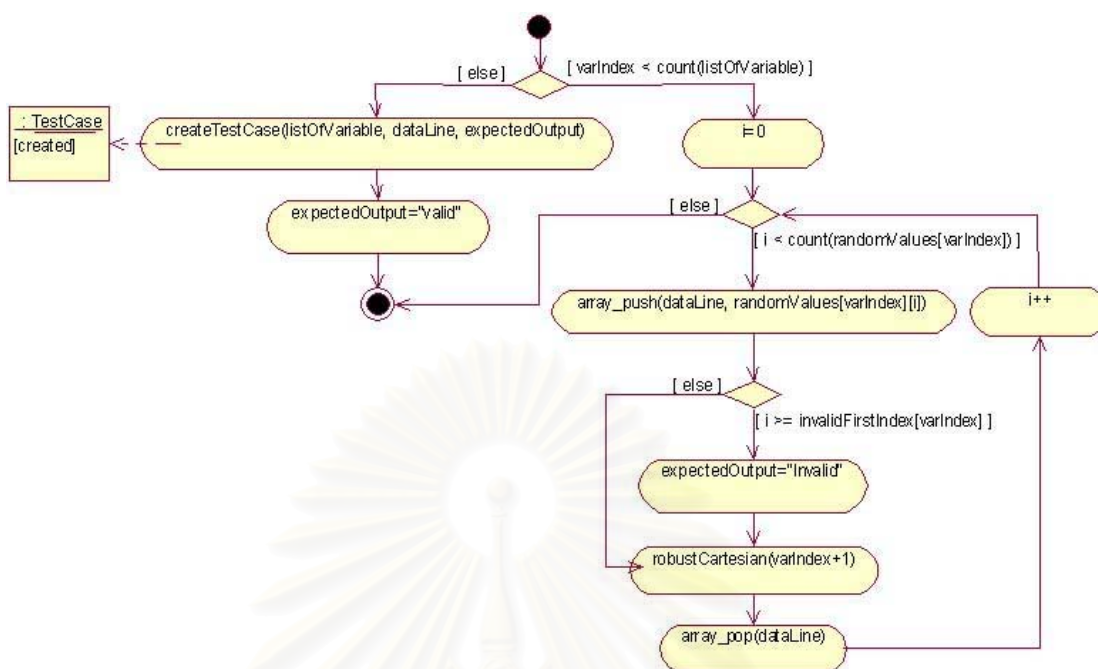 [ varIndex < count(listOfVariable) ]
[ else ]
: TestCase
[created]
createTestCase(listOfVariable, dataLine, expectedOutput)
i=0
expectedOutput="valid"
[ else ]
[ i < count(randomValues[varIndex]) ]
array_push(dataLine, randomValues[varIndex][i])
i++
[ else ]
[ i >= invalidFirstIndex[varIndex] ]
expectedOutput="Invalid"
robustCartesian(varIndex+1)
array_pop(dataLine)